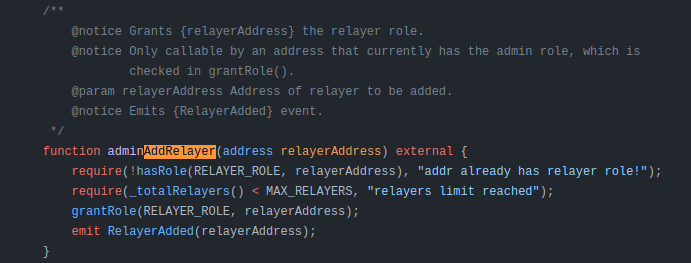 /**
@notice Grants {relayerAddress} the relayer role.
@notice Only callable by an address that currently has the admin role, which is
checked in grantRole().
@param relayerAddress Address of relayer to be added.
@notice Emits {RelayerAdded} event.
*/
function adminAddRelayer(address relayerAddress) external {
require(!hasRole(RELAYER_ROLE, relayerAddress), "addr already has relayer role!");
require(_totalRelayers() < MAX_RELAYERS, "relayers limit reached");
grantRole(RELAYER_ROLE, relayerAddress);
emit RelayerAdded(relayerAddress);
}